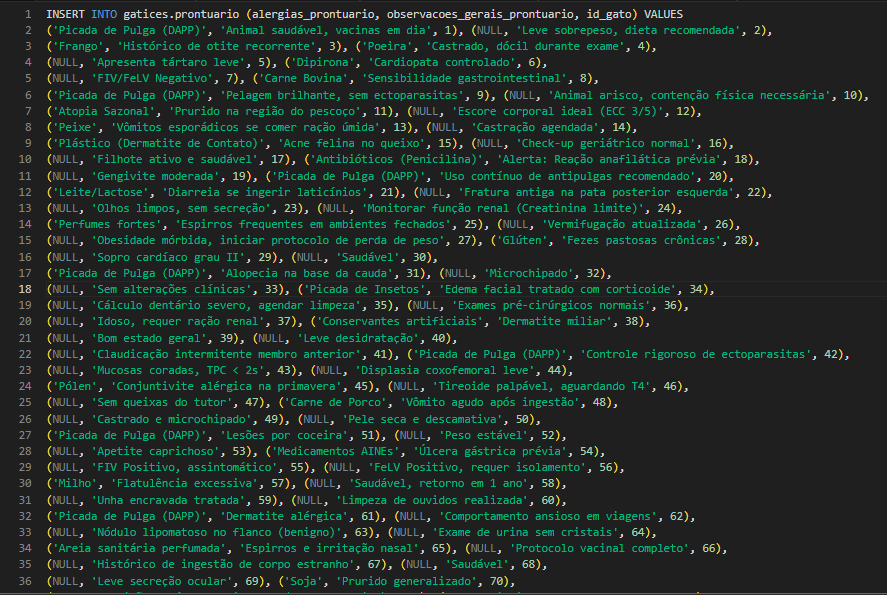 1 INSERT INTO gatices.prontuario (alergias_prontuario, observacoes_gerais_prontuario, id_gato) VALUES
2 ('Picada de Pulga (DAPP)', 'Animal saudável, vacinas em dia', 1), (NULL, 'Leve sobrepeso, dieta recomendada', 2),
3 ('Frango', 'Histórico de otite recorrente', 3), ('Poeira', 'Castrado, dócil durante exame', 4),
4 (NULL, 'Apresenta tártaro leve', 5), ('Dipirona', 'Cardiopata controlado', 6),
5 (NULL, 'FIV/FeLV Negativo', 7), ('Carne Bovina', 'Sensibilidade gastrointestinal', 8),
6 ('Picada de Pulga (DAPP)', 'Pelagem brilhante, sem ectoparasitas', 9), (NULL, 'Animal arisco, contenção física necessária', 10),
7 ('Atopia Sazonal', 'Prurido na região do pescoço', 11), (NULL, 'Escore corporal ideal (ECC 3/5)', 12),
8 ('Peixe', 'Vômitos esporádicos se comer ração úmida', 13), (NULL, 'Castração agendada', 14),
9 ('Plástico (Dermatite de Contato)', 'Acne felina no queixo', 15), (NULL, 'Check-up geriátrico normal', 16),
10 (NULL, 'Filhote ativo e saudável', 17), ('Antibióticos (Penicilina)', 'Alerta: Reação anafilática prévia', 18),
11 (NULL, 'Gengivite moderada', 19), ('Picada de Pulga (DAPP)', 'Uso contínuo de antipulgas recomendado', 20),
12 ('Leite/Lactose', 'Diarreia se ingerir laticínios', 21), (NULL, 'Fratura antiga na pata posterior esquerda', 22),
13 (NULL, 'Olhos limpos, sem secreção', 23), (NULL, 'Monitorar função renal (Creatinina limite)', 24),
14 ('Perfumes fortes', 'Espirros frequentes em ambientes fechados', 25), (NULL, 'Vermifugação atualizada', 26),
15 (NULL, 'Obesidade mórbida, iniciar protocolo de perda de peso', 27), ('Glúten', 'Fezes pastosas crônicas', 28),
16 (NULL, 'Sopro cardíaco grau II', 29), (NULL, 'Saudável', 30),
17 ('Picada de Pulga (DAPP)', 'Alopecia na base da cauda', 31), (NULL, 'Microchipado', 32),
18 (NULL, 'Sem alterações clínicas', 33), ('Picada de Insetos', 'Edema facial tratado com corticoide', 34),
19 (NULL, 'Cálculo dentário severo, agendar limpeza', 35), (NULL, 'Exames pré-cirúrgicos normais', 36),
20 (NULL, 'Idoso, requer ração renal', 37), ('Conservantes artificiais', 'Dermatite miliar', 38),
21 (NULL, 'Bom estado geral', 39), (NULL, 'Leve desidratação', 40),
22 (NULL, 'Claudicação intermitente membro anterior', 41), ('Picada de Pulga (DAPP)', 'Controle rigoroso de ectoparasitas', 42),
23 (NULL, 'Mucosas coradas, TPC < 2s', 43), (NULL, 'Displasia coxofemoral leve', 44),
24 ('Pólen', 'Conjuntivite alérgica na primavera', 45), (NULL, 'Tireoide palpável, aguardando T4', 46),
25 (NULL, 'Sem queixas do tutor', 47), ('Carne de Porco', 'Vômito agudo após ingestão', 48),
26 (NULL, 'Castrado e microchipado', 49), (NULL, 'Pele seca e descamativa', 50),
27 ('Picada de Pulga (DAPP)', 'Lesões por coceira', 51), (NULL, 'Peso estável', 52),
28 (NULL, 'Apetite caprichoso', 53), ('Medicamentos AINEs', 'Úlcera gástrica prévia', 54),
29 (NULL, 'FIV Positivo, assintomático', 55), (NULL, 'FeLV Positivo, requer isolamento', 56),
30 ('Milho', 'Flatulência excessiva', 57), (NULL, 'Saudável, retorno em 1 ano', 58),
31 (NULL, 'Unha encravada tratada', 59), (NULL, 'Limpeza de ouvidos realizada', 60),
32 ('Picada de Pulga (DAPP)', 'Dermatite alérgica', 61), (NULL, 'Comportamento ansioso em viagens', 62),
33 (NULL, 'Nódulo lipomatoso no flanco (benigno)', 63), (NULL, 'Exame de urina sem cristais', 64),
34 ('Areia sanitária perfumada', 'Espirros e irritação nasal', 65), (NULL, 'Protocolo vacinal completo', 66),
35 (NULL, 'Histórico de ingestão de corpo estranho', 67), (NULL, 'Saudável', 68),
36 (NULL, 'Leve secreção ocular', 69), ('Soja', 'Prurido generalizado', 70),